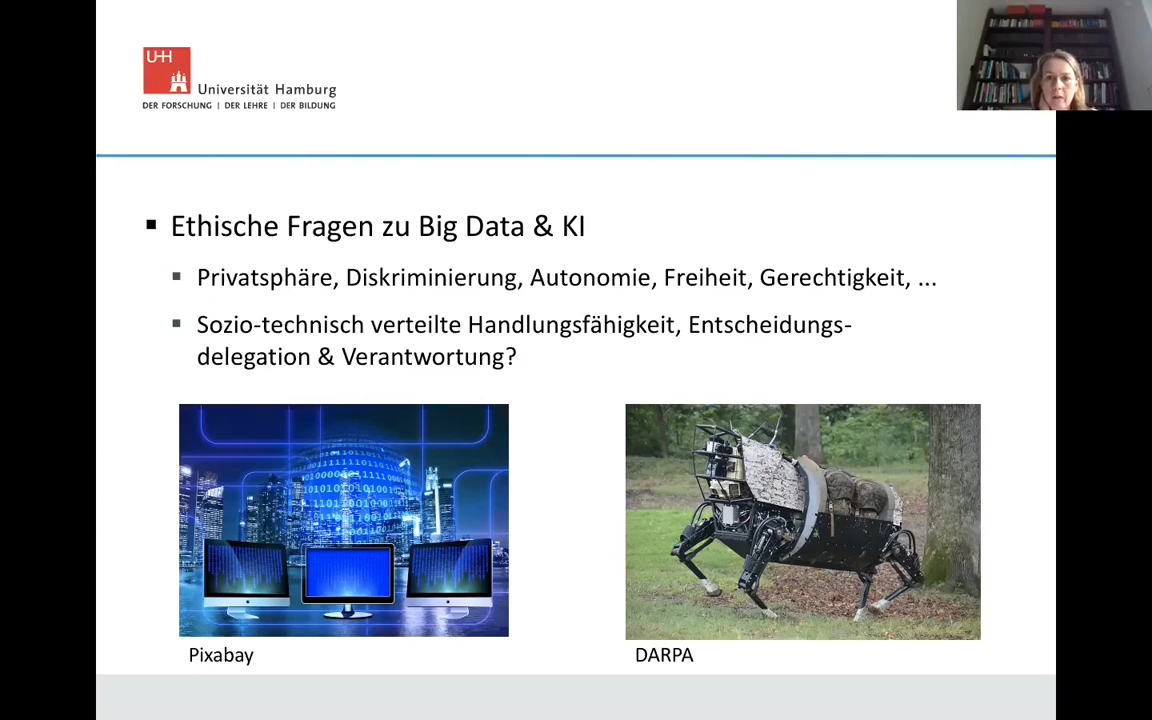 UHH
Universität Hamburg
DER FORSCHUNG | DER LEHRE | DER BILDUNG
▪ Ethische Fragen zu Big Data & KI
▪ Privatsphäre, Diskriminierung, Autonomie, Freiheit, Gerechtigkeit, ...
▪ Sozio-technisch verteilte Handlungsfähigkeit, Entscheidungs-
delegation & Verantwortung?
Pixabay
DARPA